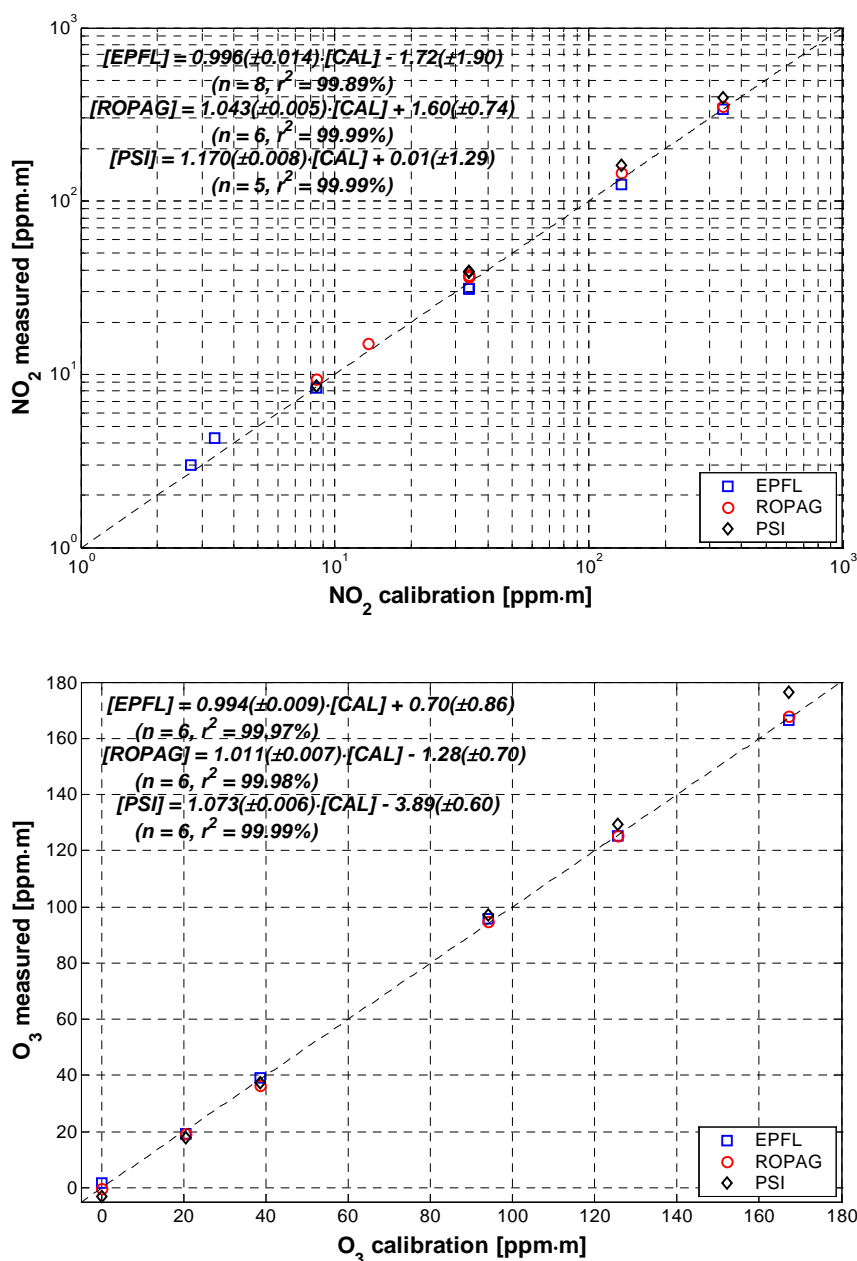 10³
[EPFL] = 0.996(±0.014)·[CAL] - 1.72(±1.90)
(n = 8, r² = 99.89%)
[ROPAG] = 1.043(±0.005)·[CAL] + 1.60(±0.74)
(n = 6, r² = 99.99%)
[PSI] = 1.170(±0.008)·[CAL] + 0.01(±1.29)
(n = 5, r² = 99.99%)
10²
NO₂ measured [ppm·m]
10¹
EPFL
ROPAG
PSI
10⁰
10⁰ 10¹ 10² 10³
NO₂ calibration [ppm·m]
180
[EPFL] = 0.994(±0.009)·[CAL] + 0.70(±0.86)
(n = 6, r² = 99.97%)
160
[ROPAG] = 1.011(±0.007)·[CAL] - 1.28(±0.70)
(n = 6, r² = 99.98%)
140
[PSI] = 1.073(±0.006)·[CAL] - 3.89(±0.60)
(n = 6, r² = 99.99%)
120
100
O₃ measured [ppm·m]
80
60
40
20
EPFL
ROPAG
PSI
0
0 20 40 60 80 100 120 140 160 180
O₃ calibration [ppm·m]